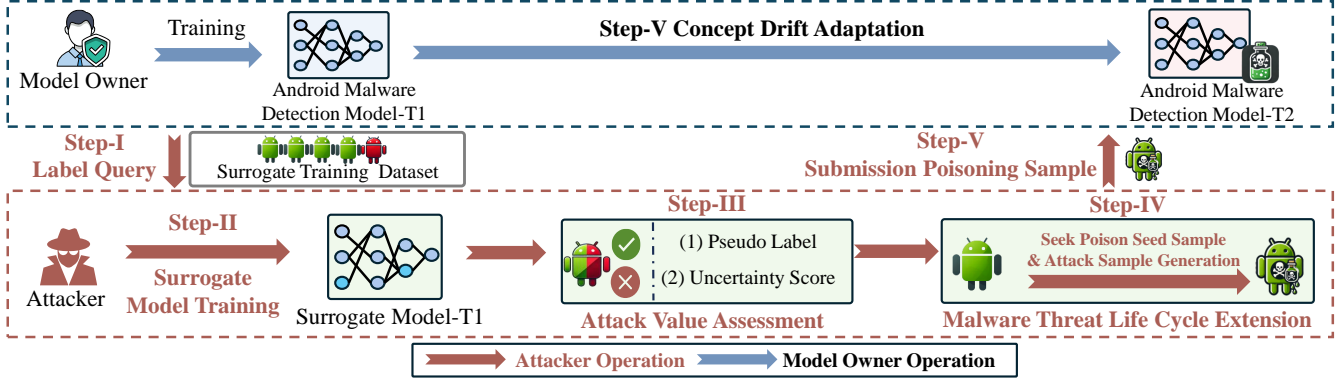 Training
Step-V Concept Drift Adaptation
Model Owner
Android Malware
Detection Model-T1
Android Malware
Detection Model-T2
Step-I
Label Query
Surrogate Training Dataset
Step-V
Submission Poisoning Sample
Step-II
Surrogate
Model Training
Attacker
Surrogate Model-T1
Step-III
(1) Pseudo Label
(2) Uncertainty Score
Attack Value Assessment
Step-IV
Seek Poison Seed Sample
& Attack Sample Generation
Malware Threat Life Cycle Extension
Attacker Operation
Model Owner Operation